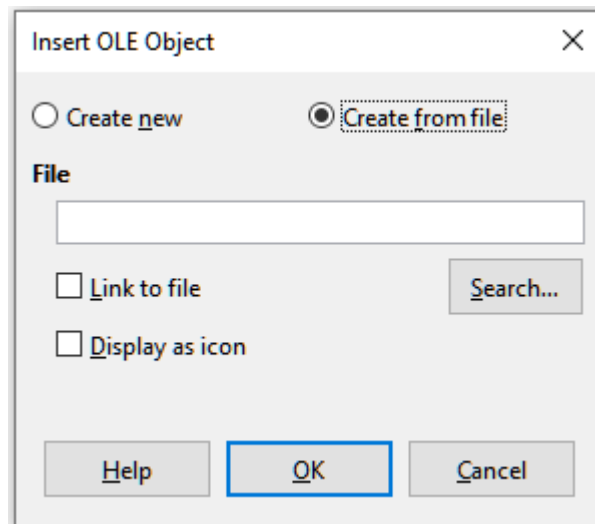 Insert OLE Object
Create new
Create from file
File
Link to file
Search...
Display as icon
Help
OK
Cancel